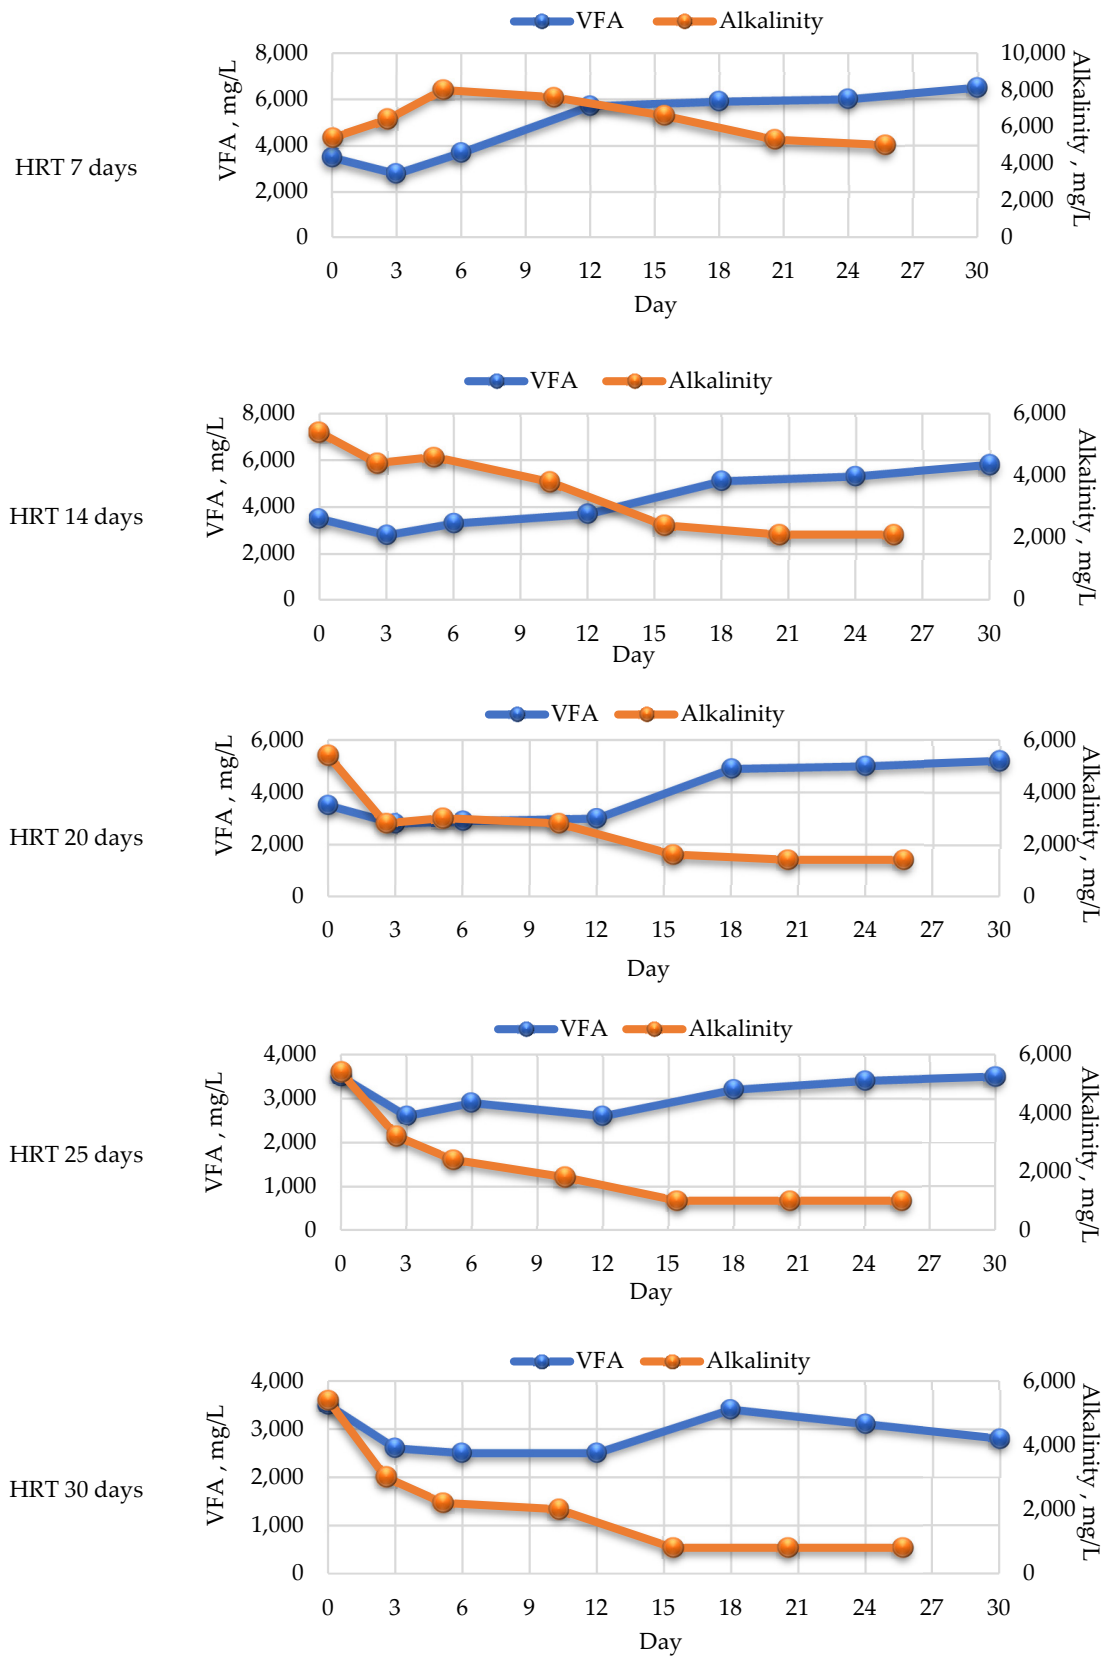 VFA Alkalinity
8,000 10,000
6,000 8,000
4,000 6,000
2,000 4,000
0 2,000
0
VFA , mg/L
Alkalinity , mg/L
HRT 7 days
0 3 6 9 12 15 18 21 24 27 30
Day
VFA Alkalinity
8,000 6,000
6,000 4,000
4,000 2,000
2,000 0
0
VFA , mg/L
Alkalinity , mg/L
HRT 14 days
0 3 6 9 12 15 18 21 24 27 30
Day
VFA Alkalinity
6,000 6,000
4,000 4,000
2,000 2,000
0 0
VFA , mg/L
Alkalinity , mg/L
HRT 20 days
0 3 6 9 12 15 18 21 24 27 30
Day
VFA Alkalinity
4,000 6,000
3,000 4,000
2,000 2,000
1,000 0
0
VFA , mg/L
Alkalinity , mg/L
HRT 25 days
0 3 6 9 12 15 18 21 24 27 30
Day
VFA Alkalinity
4,000 6,000
3,000 4,000
2,000 2,000
1,000 0
0
VFA , mg/L
Alkalinity , mg/L
HRT 30 days
0 3 6 9 12 15 18 21 24 27 30
Day